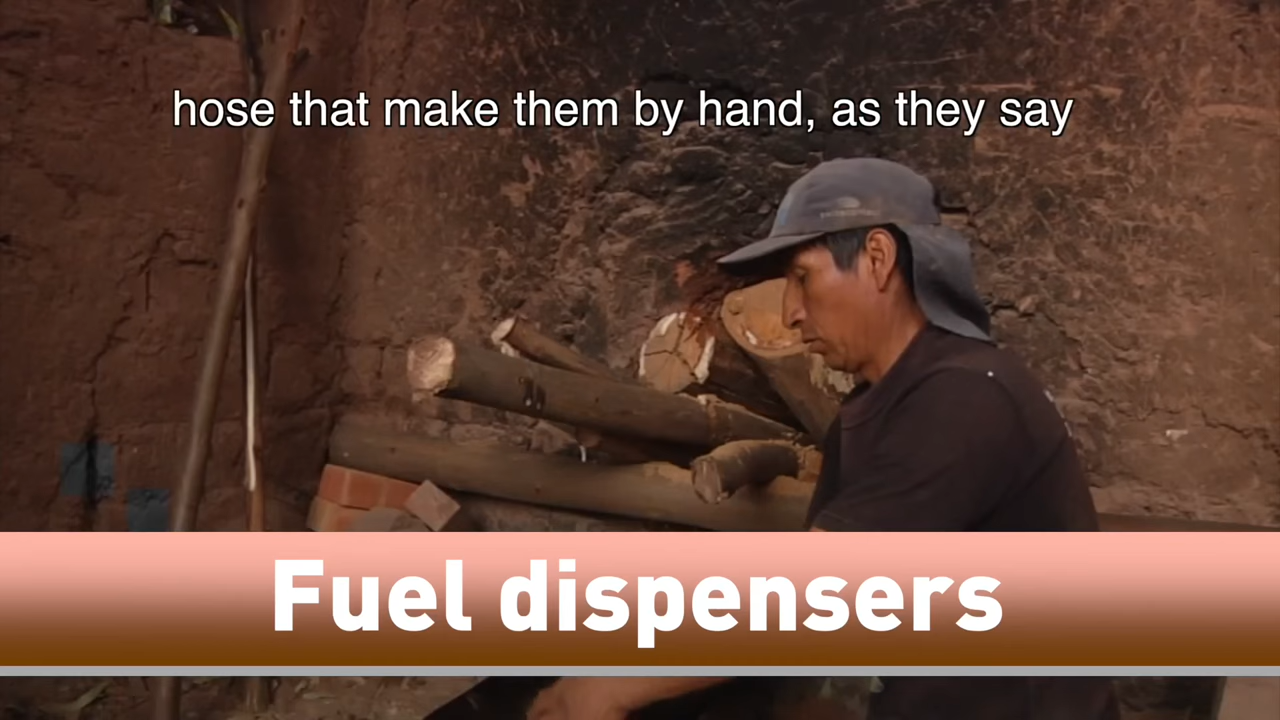 hose that make them by hand, as they say
Fuel dispensers